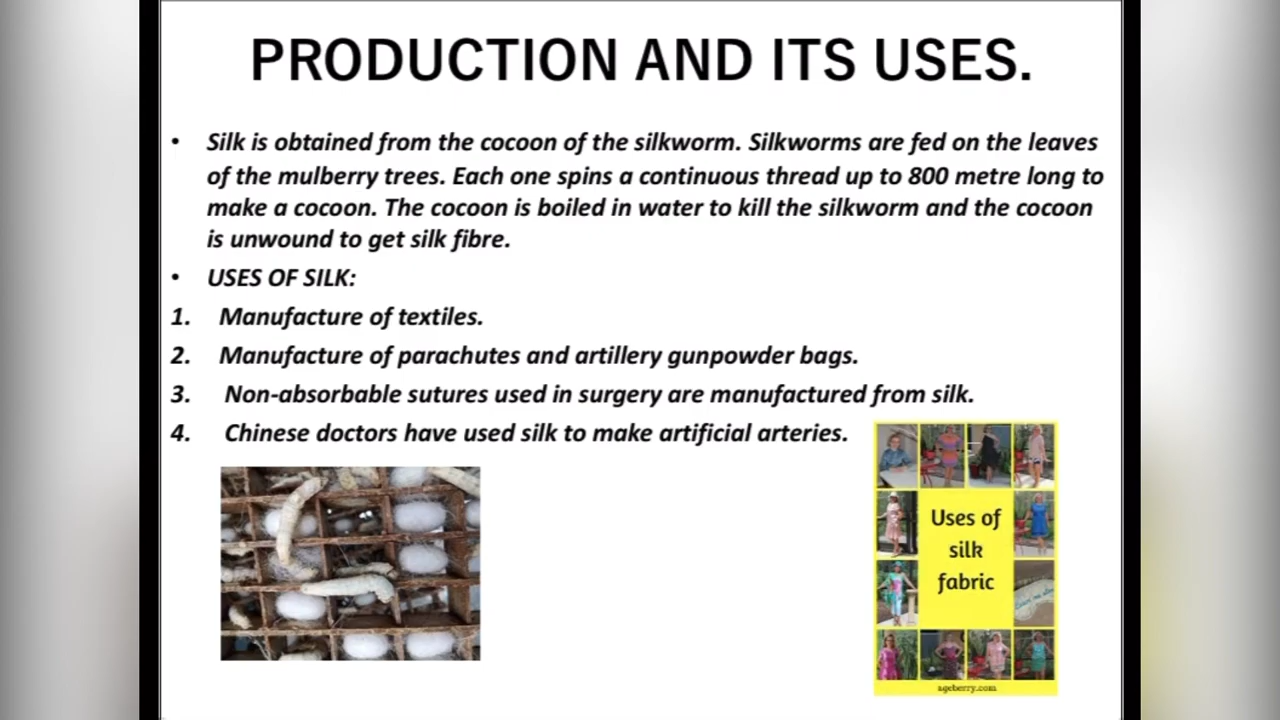 PRODUCTION AND ITS USES.
• Silk is obtained from the cocoon of the silkworm. Silkworms are fed on the leaves
of the mulberry trees. Each one spins a continuous thread up to 800 metre long to
make a cocoon. The cocoon is boiled in water to kill the silkworm and the cocoon
is unwound to get silk fibre.
• USES OF SILK:
1. Manufacture of textiles.
2. Manufacture of parachutes and artillery gunpowder bags.
3. Non-absorbable sutures used in surgery are manufactured from silk.
4. Chinese doctors have used silk to make artificial arteries.
Uses of
silk
fabric
ageberry.com